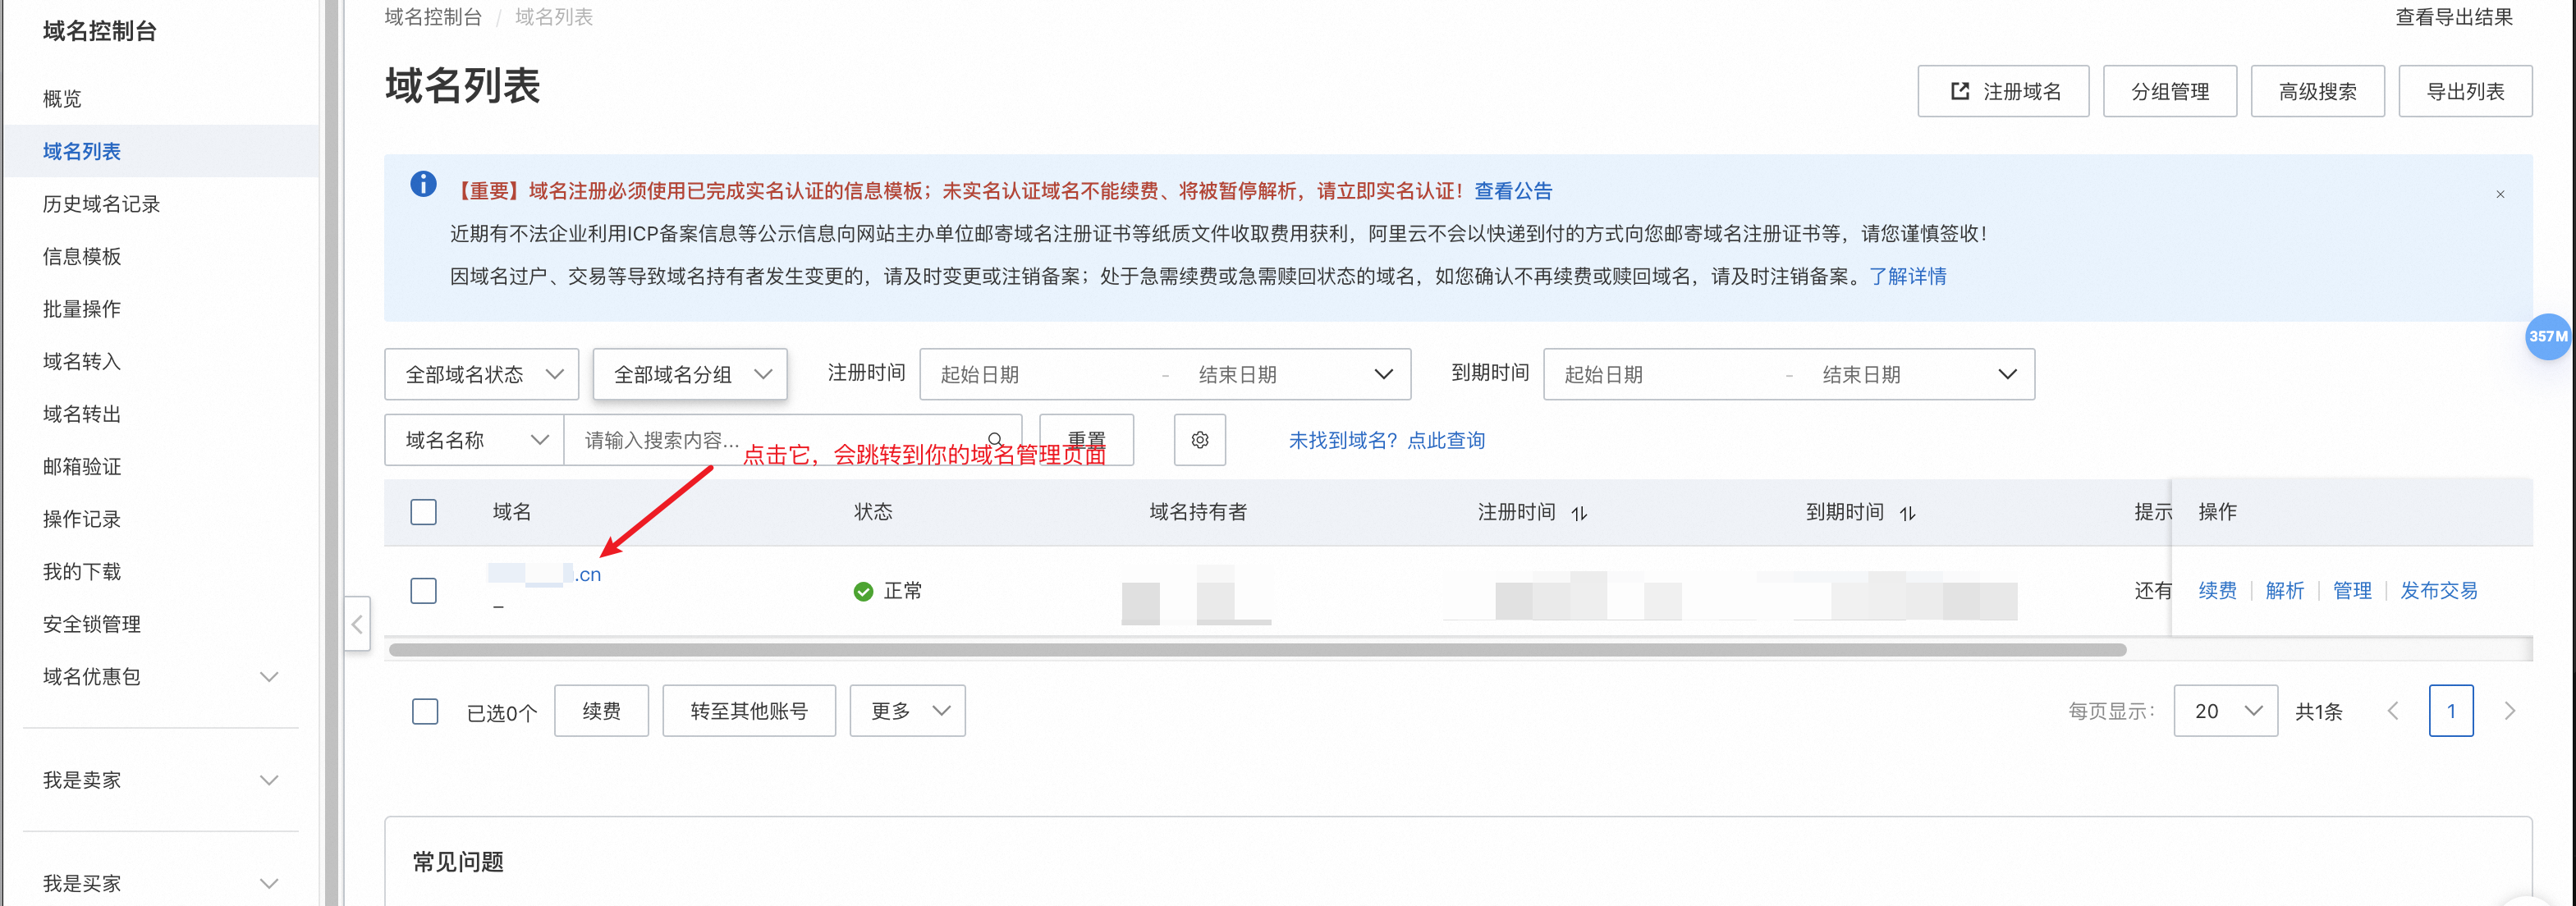 域名控制台
概览
域名列表
历史域名记录
信息模板
批量操作
域名转入
域名转出
邮箱验证
操作记录
我的下载
安全锁管理
域名优惠包
我是卖家
我是买家
域名控制台 / 域名列表
查看导出结果
域名列表
注册域名 分组管理 高级搜索 导出列表
【重要】域名注册必须使用已完成实名认证的信息模板；未实名认证域名不能续费、将被暂停解析，请立即实名认证！查看公告
近期有不法企业利用ICP备案信息等公示信息向网站主办单位邮寄域名注册证书等纸质文件收取费用获利，阿里云不会以快递到付的方式向您邮寄域名注册证书等，请您谨慎签收！
因域名过户、交易等导致域名持有者发生变更的，请及时变更或注销备案；处于急需续费或急需赎回状态的域名，如您确认不再续费或赎回域名，请及时注销备案。了解详情
357M
全部域名状态 全部域名分组 注册时间 起始日期 - 结束日期 到期时间 起始日期 - 结束日期
域名名称 请输入搜索内容... 重置 未找到域名？点此查询
点击它，会跳转到你的域名管理页面
域名 状态 域名持有者 注册时间 到期时间 提示 操作
.cn 正常 还有 续费 解析 管理 发布交易
–
已选0个 续费 转至其他账号 更多 每页显示： 20 共1条 1
常见问题